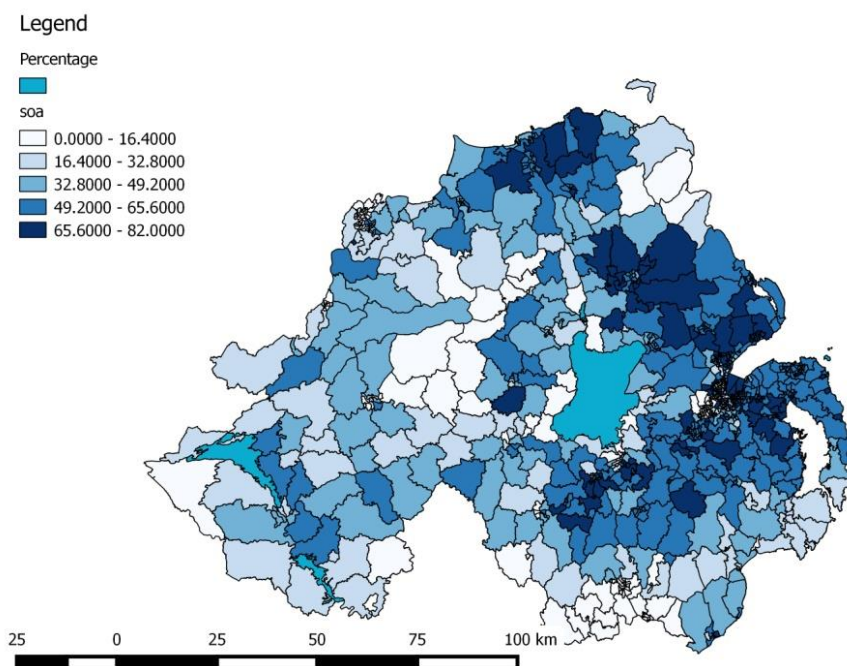 Legend
Percentage
soa
0.0000 - 16.4000
16.4000 - 32.8000
32.8000 - 49.2000
49.2000 - 65.6000
65.6000 - 82.0000
25 0 25 50 75 100 km